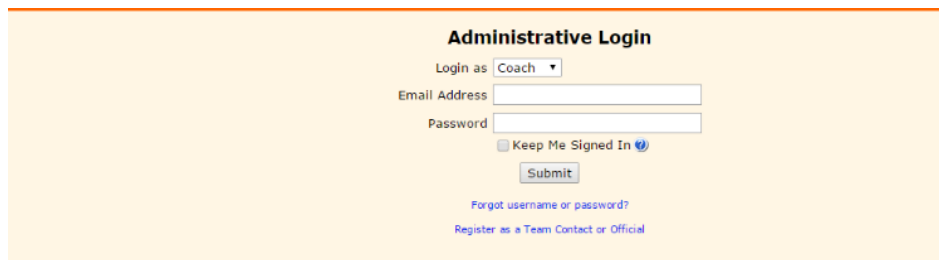 Administrative Login
Login as Coach
Email Address
Password
Keep Me Signed In ?
Submit
Forgot username or password?
Register as a Team Contact or Official